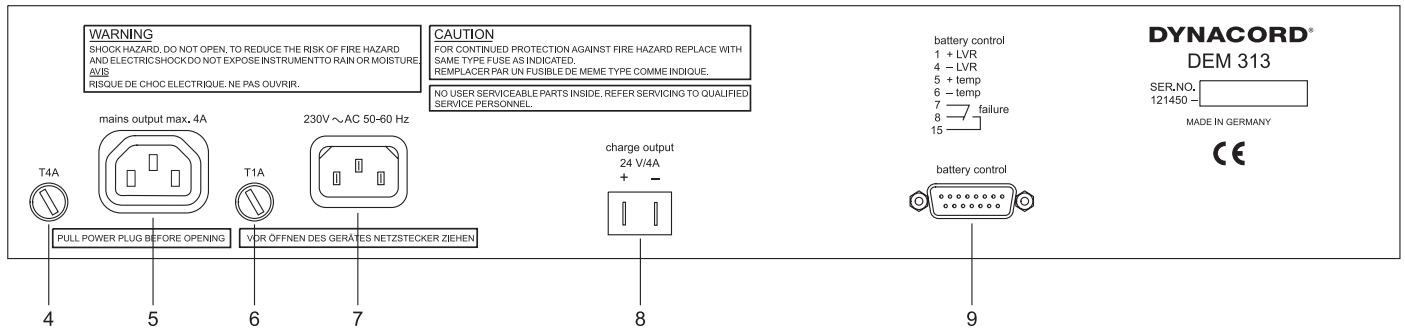 WARNING
SHOCK HAZARD, DO NOT OPEN. TO REDUCE THE RISK OF FIRE HAZARD
AND ELECTRICSHOCK DO NOT EXPOSE INSTRUMENTTO RAIN OR MOISTURE.
AVIS
RISQUE DE CHOC ELECTRIQUE. NE PAS OUVRIR.
CAUTION
FOR CONTINUED PROTECTION AGAINST FIRE HAZARD REPLACE WITH
SAME TYPE FUSE AS INDICATED.
REMPLACER PAR UN FUSIBLE DE MEME TYPE COMME INDIQUE.
NO USER SERVICEABLE PARTS INSIDE. REFER SERVICING TO QUALIFIED
SERVICE PERSONNEL.
battery control
1 + LVR
4 – LVR
5 + temp
6 – temp
7
8
15
failure
DYNACORD®
DEM 313
SER.NO.
121450 –
MADE IN GERMANY
CE
mains output max. 4A
230V ~ AC 50-60 Hz
T4A
T1A
charge output
24 V/4A
+ –
battery control
PULL POWER PLUG BEFORE OPENING
VOR ÖFFNEN DES GERÄTES NETZSTECKER ZIEHEN
4 5 6 7 8 9